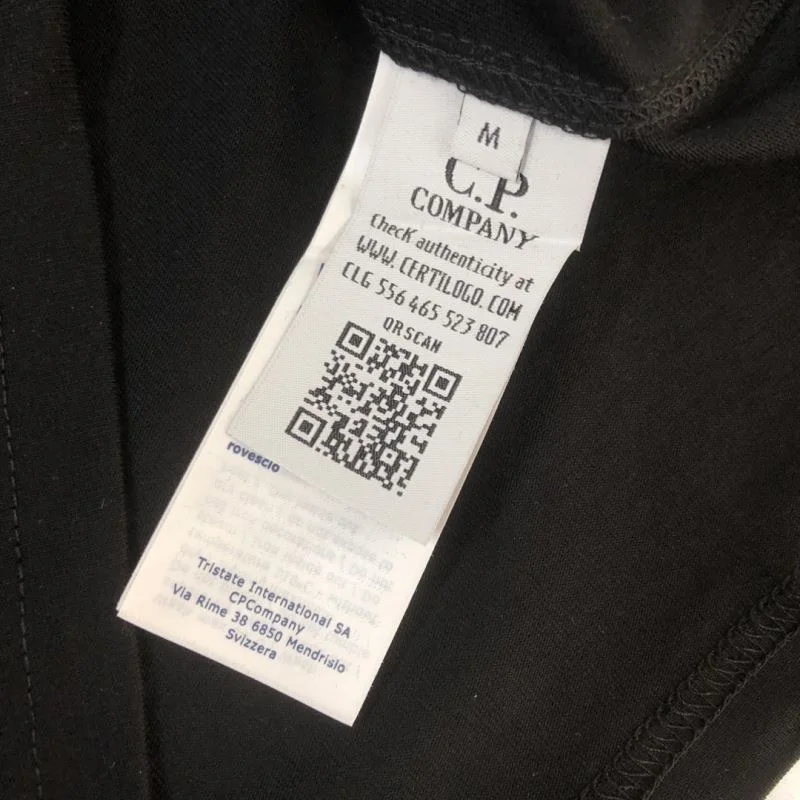 M
C.P.
COMPANY
Check authenticity at
WWW.CERTILOGO.COM
CLG 556 465 523 807
QRSCAN
rovescio
Tristate International SA
CPCompany
Via Rime 38 6850 Mendrisio
Svizzera